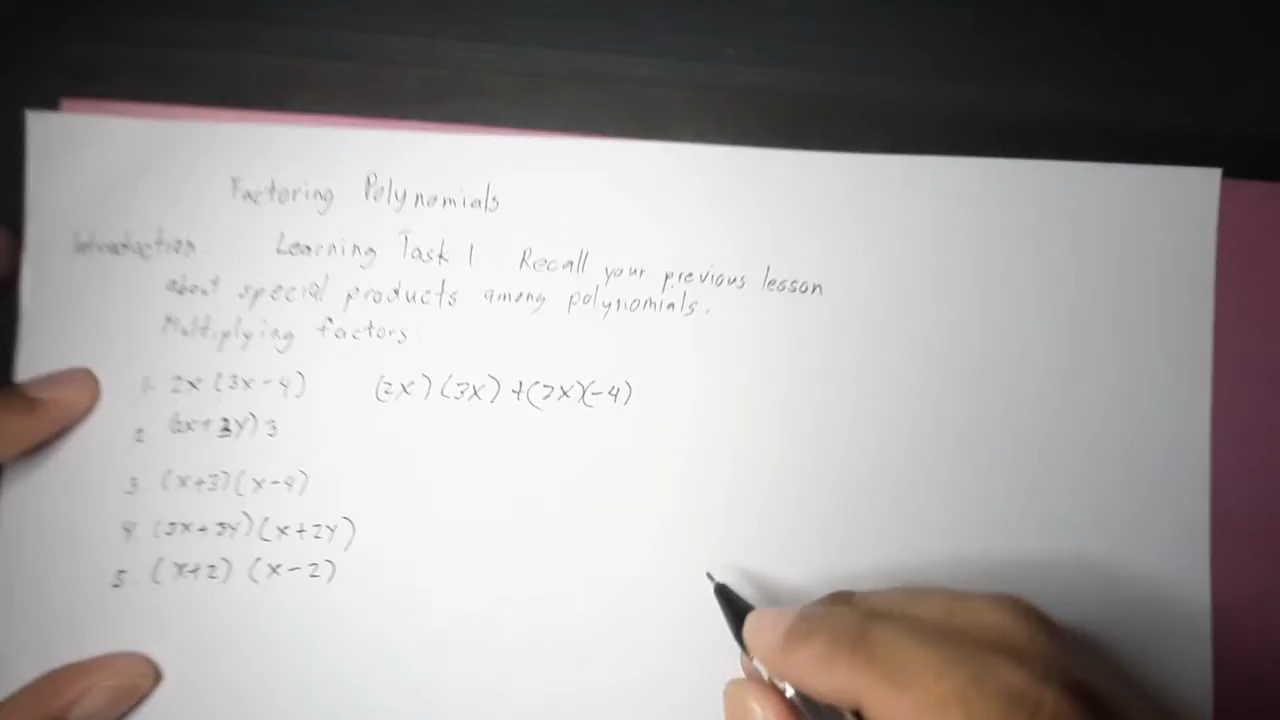 Factoring Polynomials
Introduction: Learning Task 1 Recall your previous lesson
about special products among polynomials.
Multiplying factors.
1. 2x (3x-4) (2x)(3x)+(2x)(-4)
2. 3
3. (x+3)(x-4)
4. (3x+3y)(x+2y)
5. (x+2) (x-2)